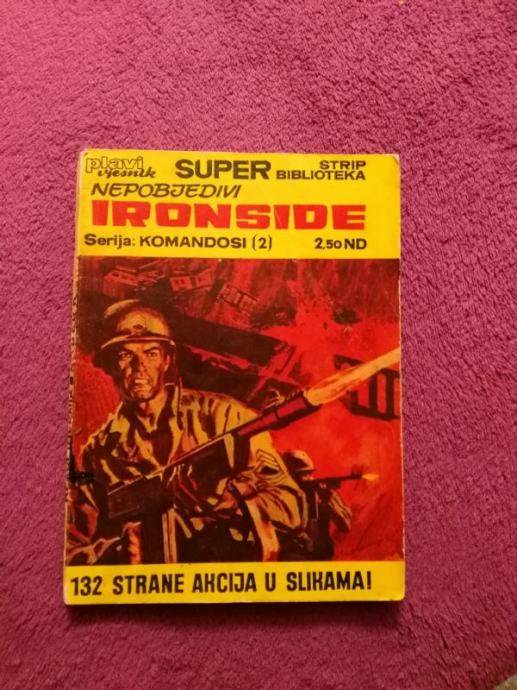 plavi vjesnik SUPER STRIP BIBLIOTEKA
NEPOBJEDIVI
IRONSIDE
Serija: KOMANDOSI (2) 2,50 ND
132 STRANE AKCIJA U SLIKAMA!